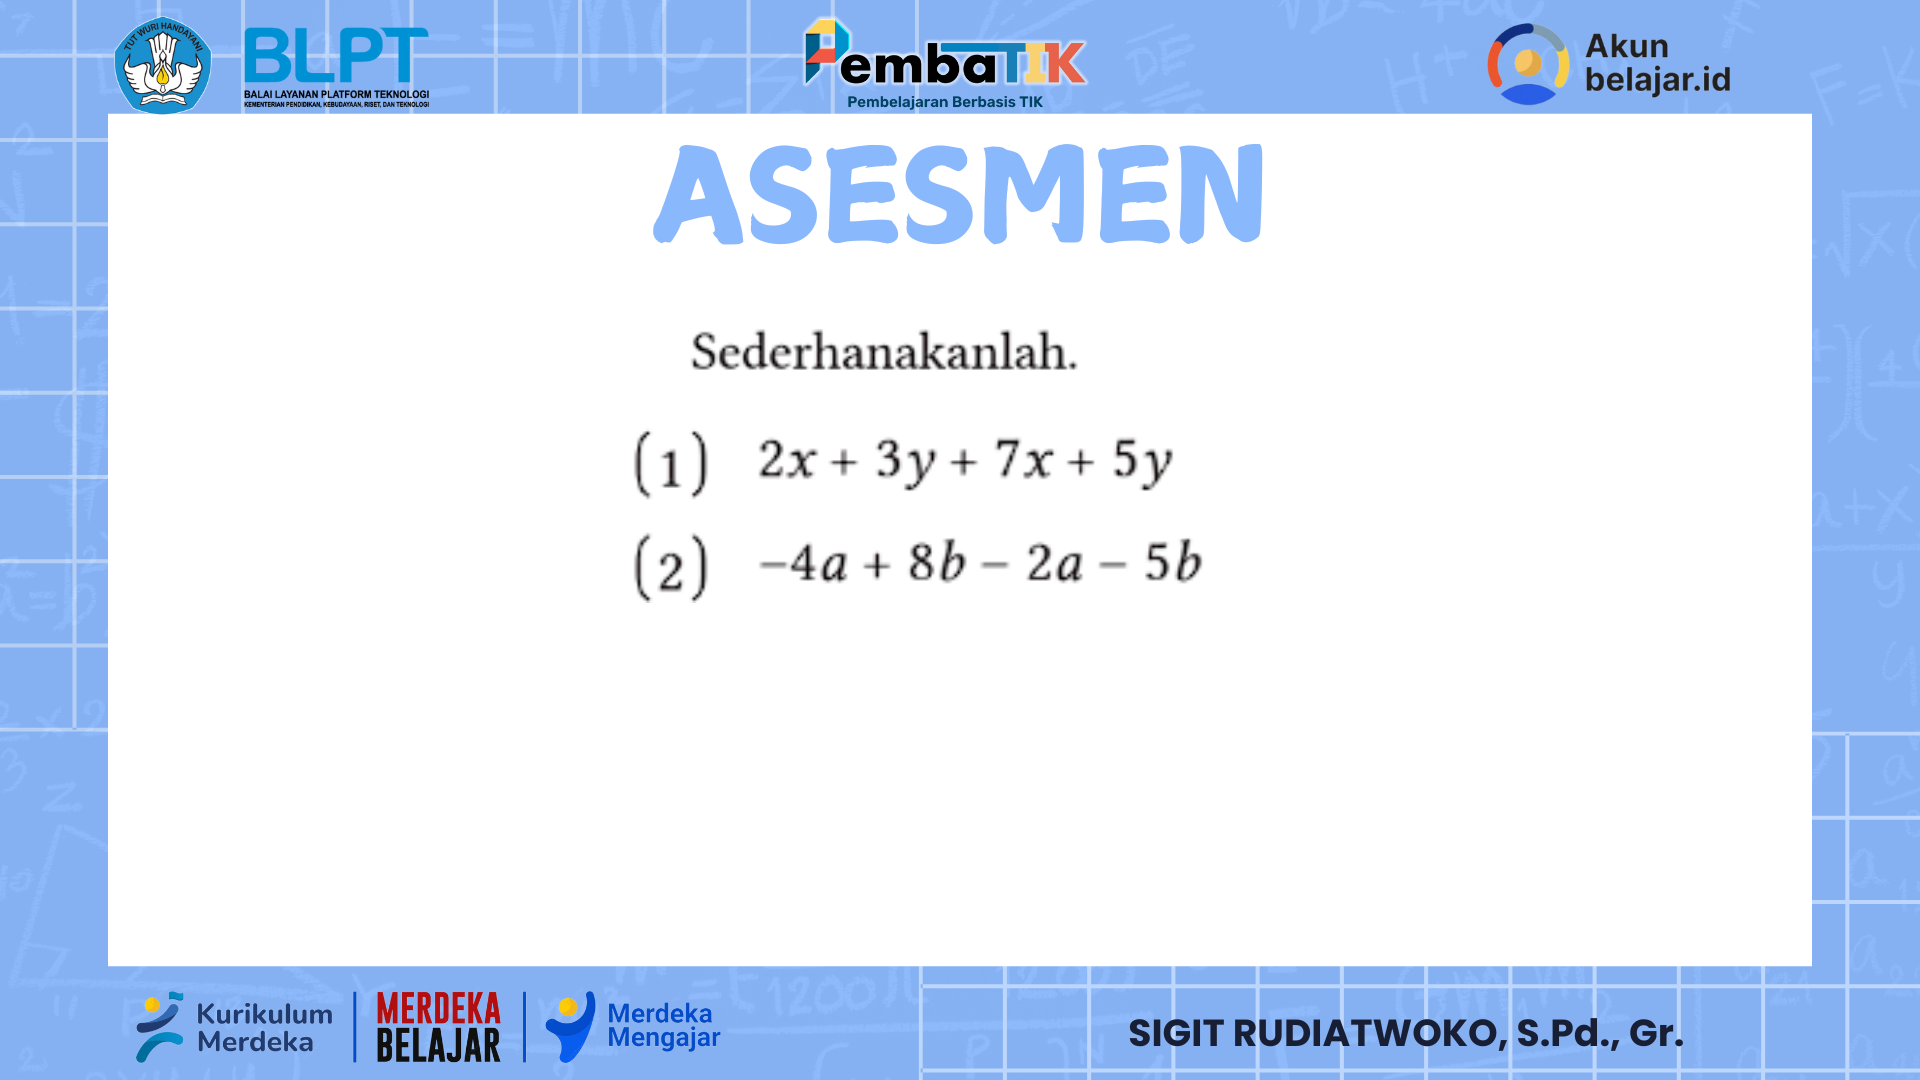 TUT WURI HANDAYANI
BLPT
BALAI LAYANAN PLATFORM TEKNOLOGI
KEMENTERIAN PENDIDIKAN, KEBUDAYAAN, RISET, DAN TEKNOLOGI
PembaTIK
Pembelajaran Berbasis TIK
Akun
belajar.id
ASESMEN
Sederhanakanlah.
(1) 2x + 3y + 7x + 5y
(2) −4a + 8b − 2a − 5b
Kurikulum
Merdeka
MERDEKA
BELAJAR
Merdeka
Mengajar
SIGIT RUDIATWOKO, S.Pd., Gr.